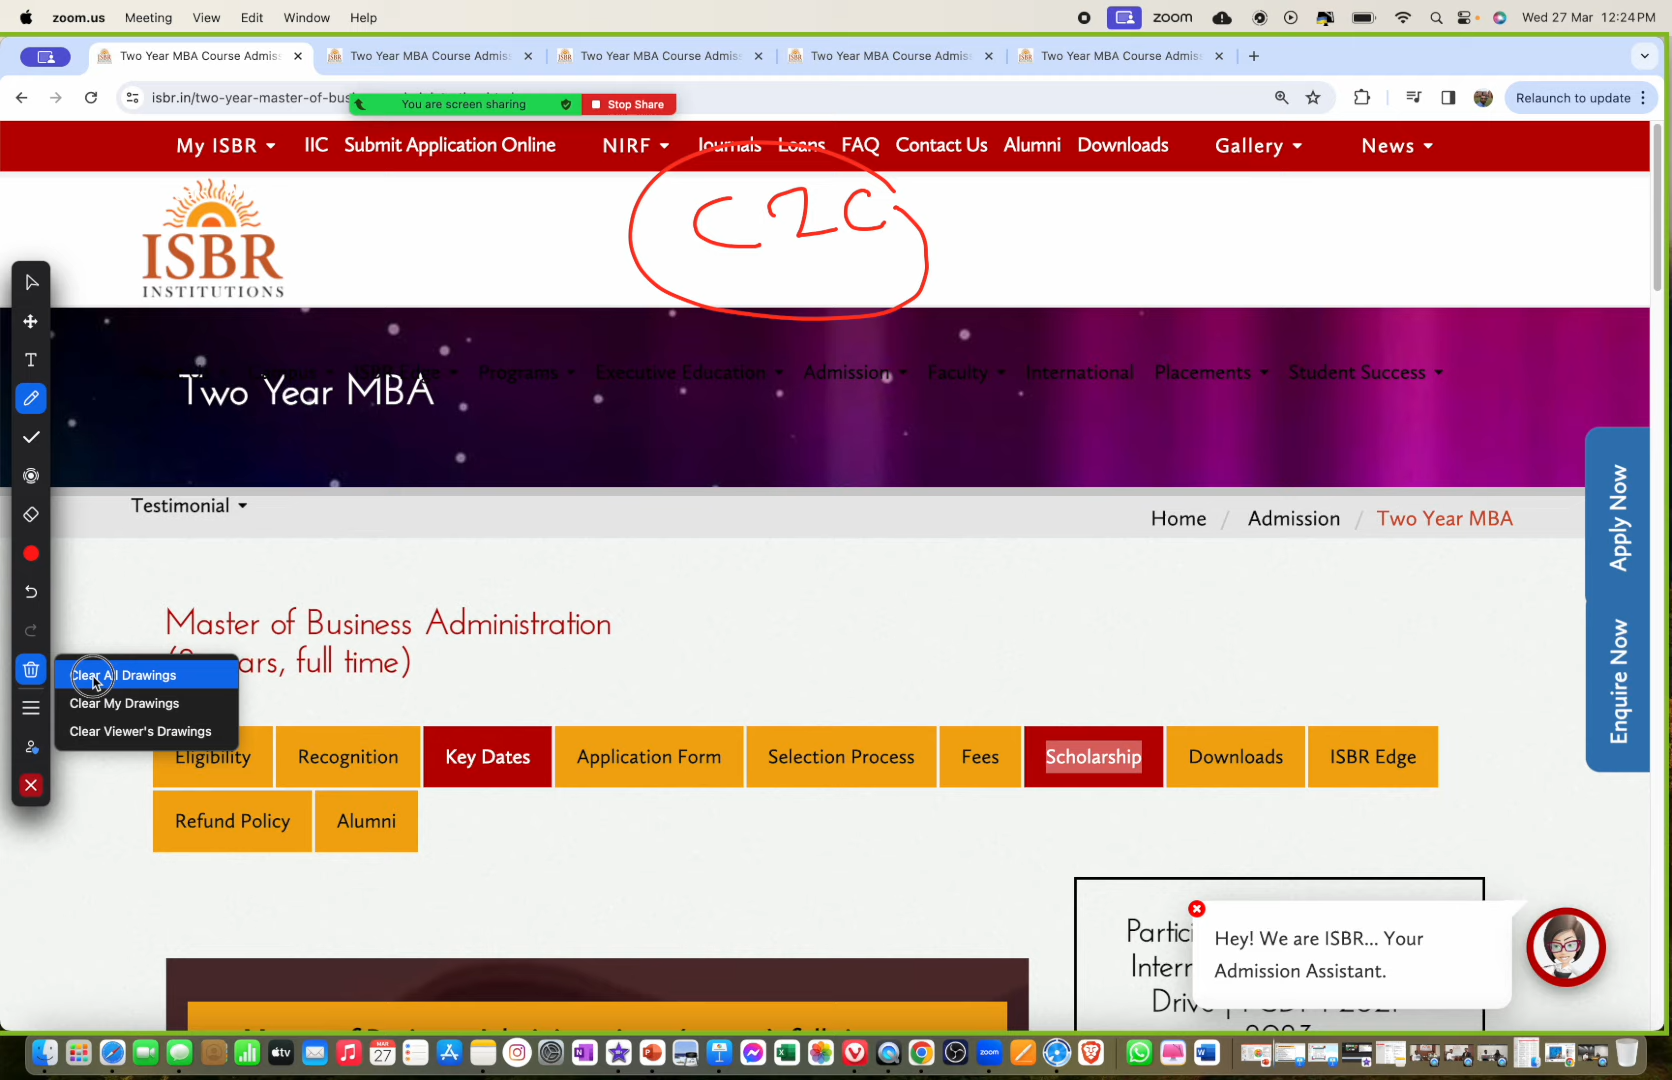 zoom.us Meeting View Edit Window Help zoom Wed 27 Mar 12:24 PM
Two Year MBA Course Admis Two Year MBA Course Admis Two Year MBA Course Admis Two Year MBA Course Admis Two Year MBA Course Admis
isbr.in/two-year-master-of-bus Relaunch to update
You are screen sharing Stop Share
My ISBR IIC Submit Application Online NIRF Journals Loans FAQ Contact Us Alumni Downloads Gallery News
C2C
ISBR
INSTITUTIONS
Programs Executive Education Admission Faculty International Placements Student Success
Two Year MBA
Testimonial
Home / Admission / Two Year MBA
Apply Now
Enquire Now
Master of Business Administration
ars, full time)
T
Clear All Drawings
Clear My Drawings
Clear Viewer's Drawings
Eligibility Recognition Key Dates Application Form Selection Process Fees Scholarship Downloads ISBR Edge
Refund Policy Alumni
Partici
Intern
Driv
Hey! We are ISBR... Your
Admission Assistant.
MAR
27
tv
zoom